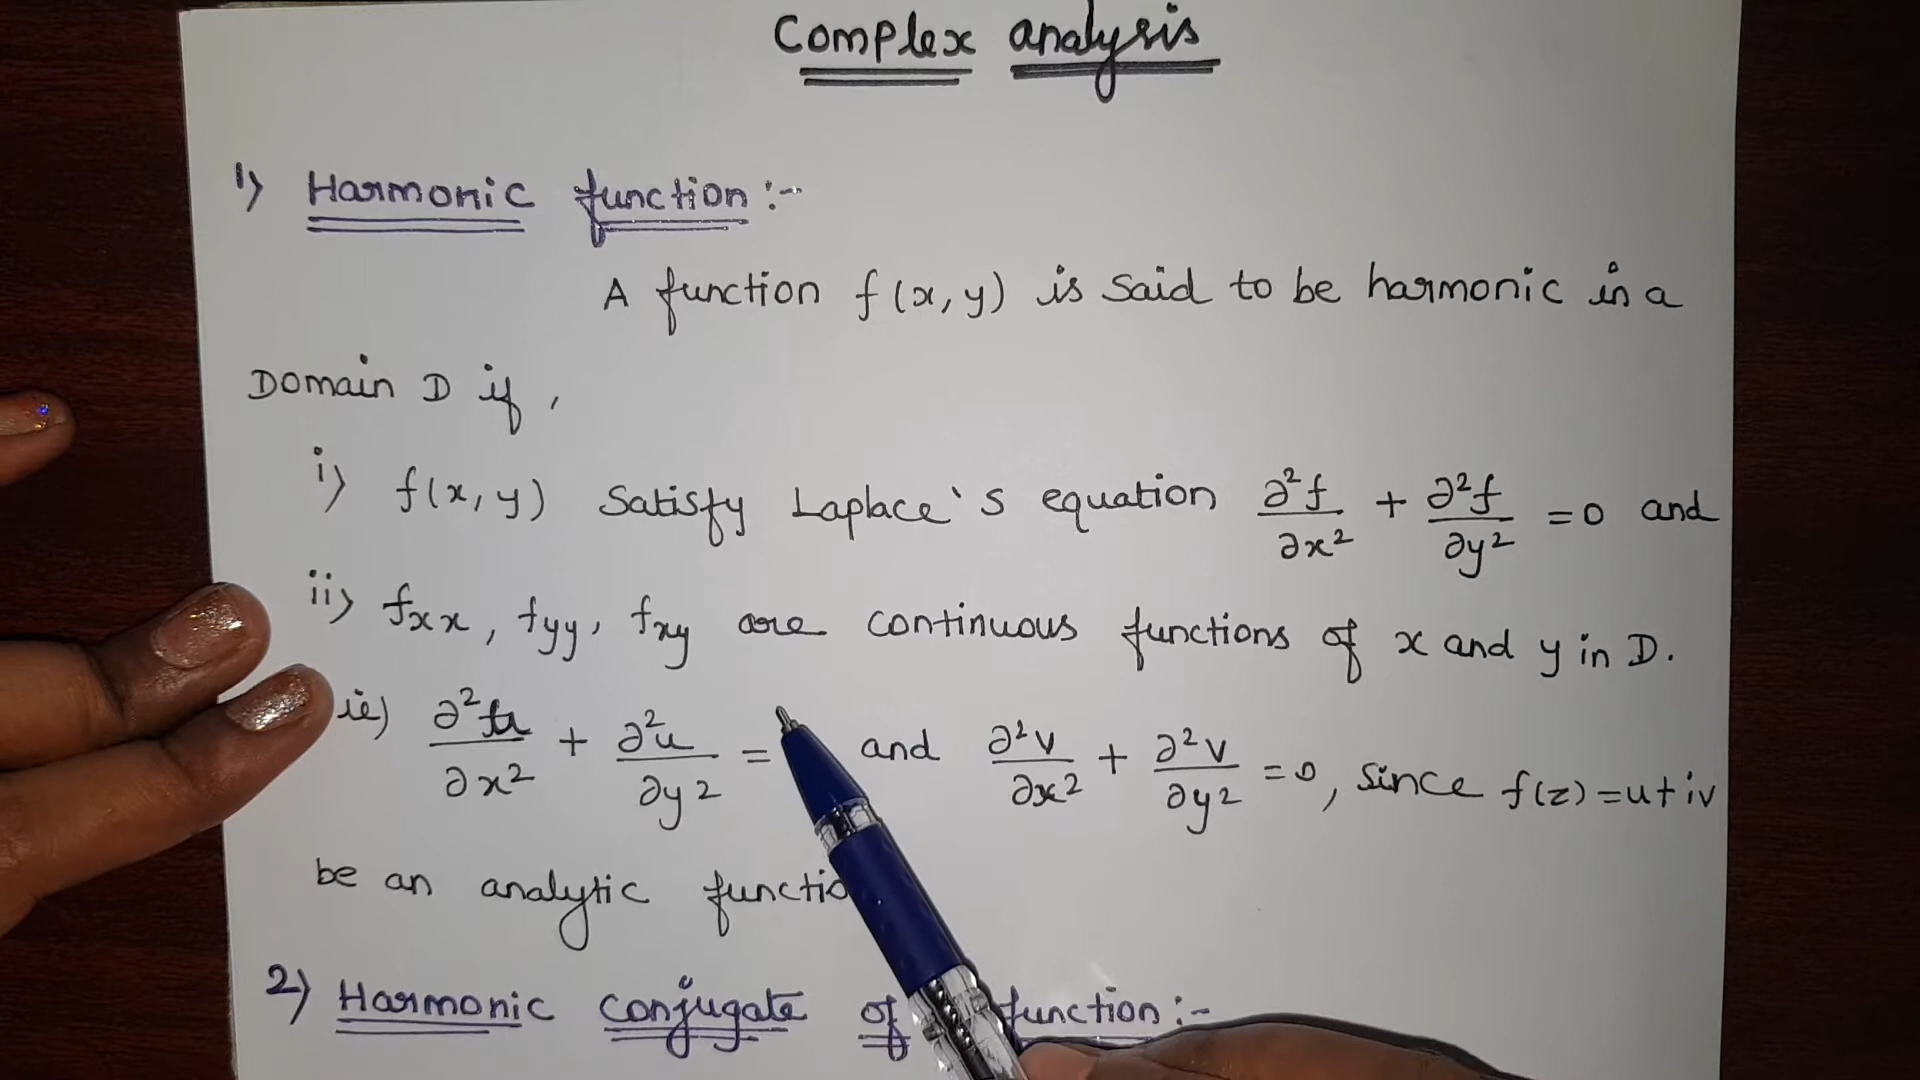 Complex analysis
1) Harmonic function :-
A function f(x, y) is said to be harmonic in a
Domain D if,
i) f(x, y) Satisfy Laplace's equation ∂²f/∂x² + ∂²f/∂y² = 0 and
ii) fxx, fyy, fxy are continuous functions of x and y in D.
ie) ∂²u/∂x² + ∂²u/∂y² = and ∂²v/∂x² + ∂²v/∂y² = 0, since f(z) = u + iv
be an analytic
2) Harmonic conjugate of function :-